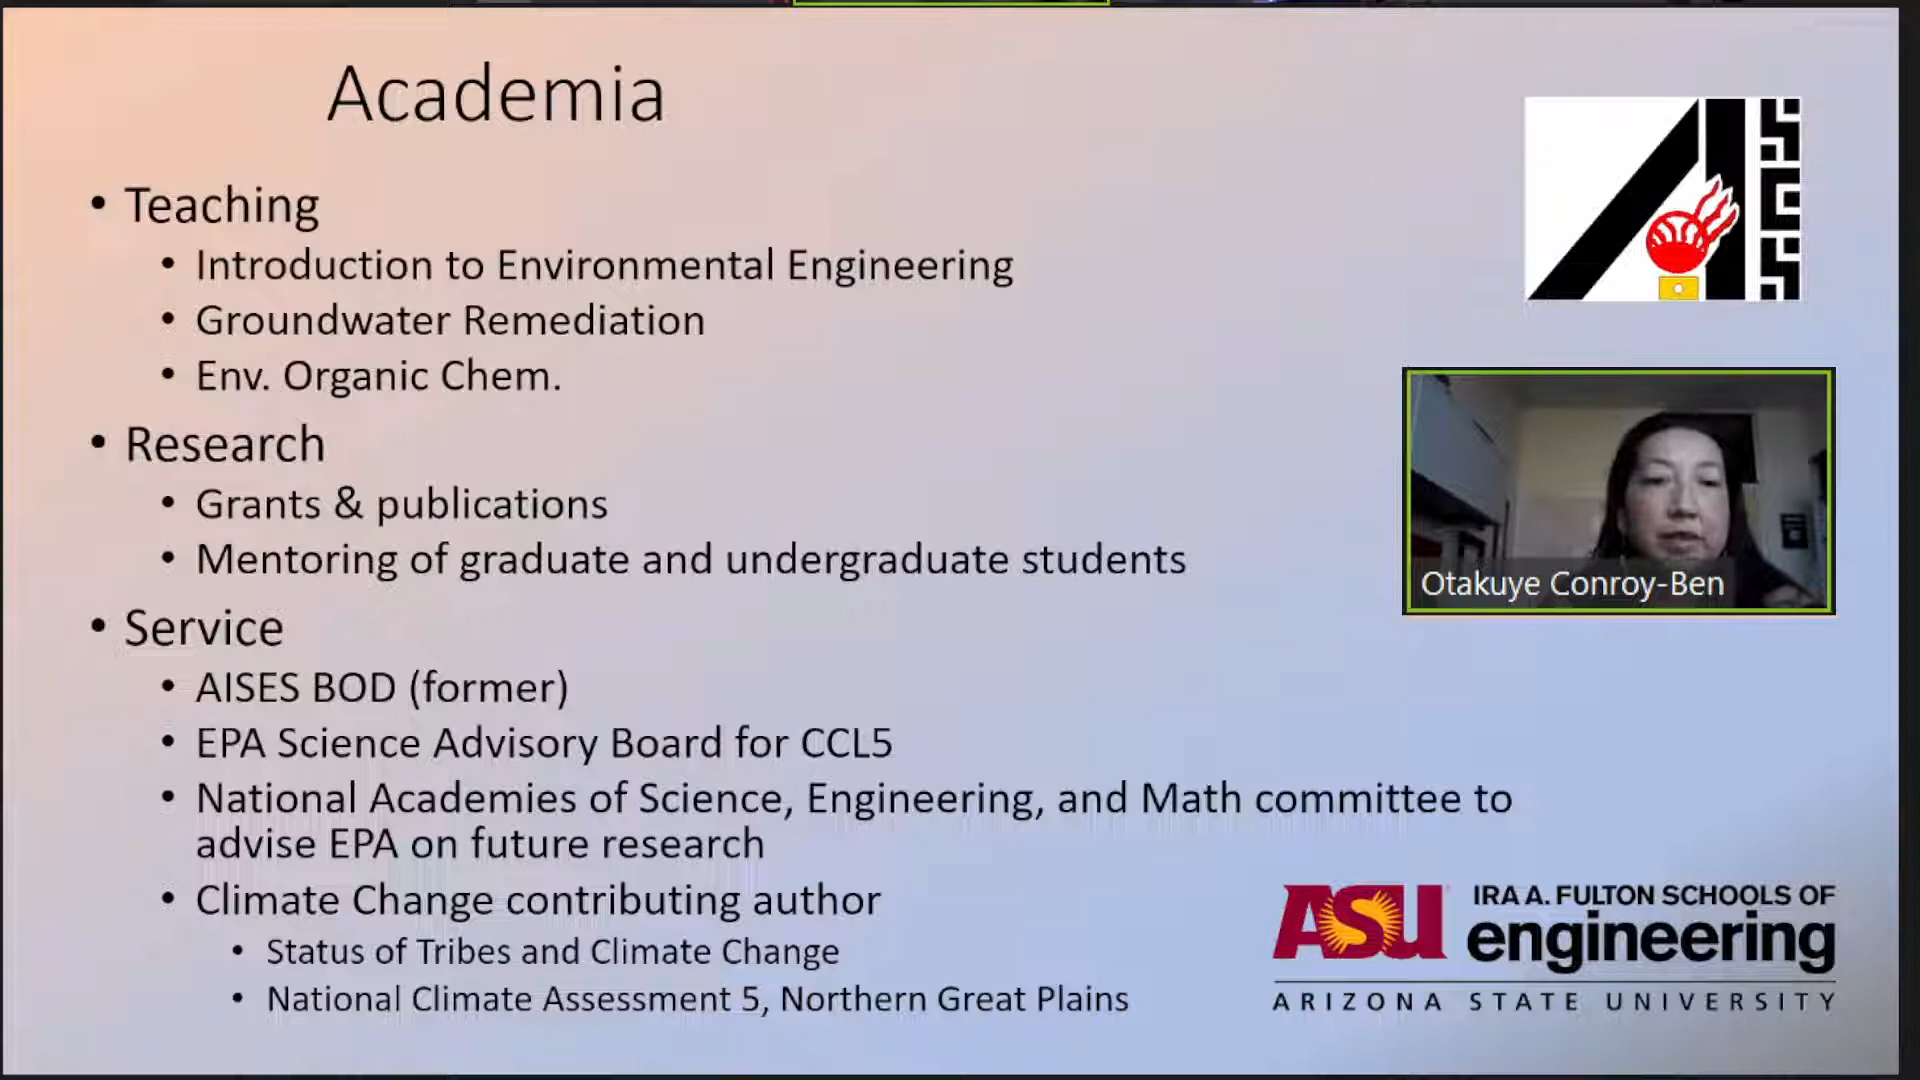 Academia
• Teaching
• Introduction to Environmental Engineering
• Groundwater Remediation
• Env. Organic Chem.
• Research
• Grants & publications
• Mentoring of graduate and undergraduate students
• Service
• AISES BOD (former)
• EPA Science Advisory Board for CCL5
• National Academies of Science, Engineering, and Math committee to
advise EPA on future research
• Climate Change contributing author
• Status of Tribes and Climate Change
• National Climate Assessment 5, Northern Great Plains
AISES
Otakuye Conroy-Ben
ASU
IRA A. FULTON SCHOOLS OF
engineering
ARIZONA STATE UNIVERSITY